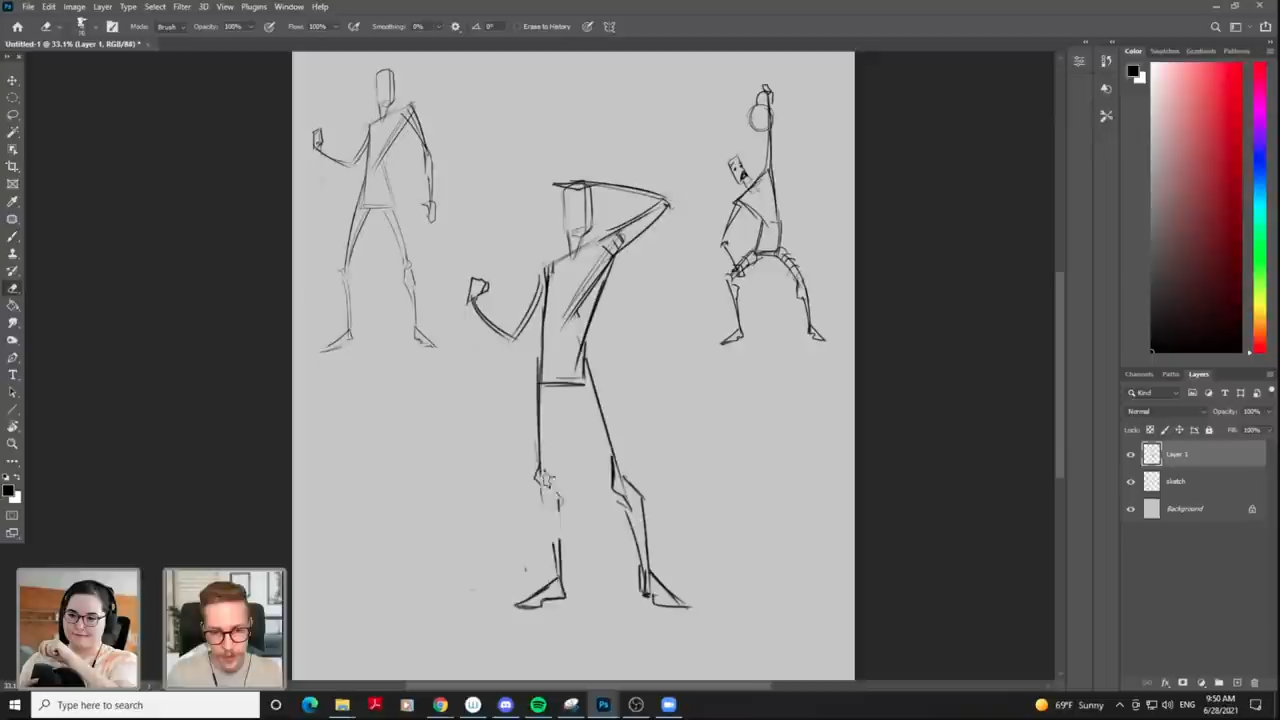 File Edit Image Layer Type Select Filter 3D View Plugins Window Help
Mode: Brush Opacity: 100% Flow: 100% Smoothing: 0% 0° Erase to History
Untitled-1 @ 33.1% (Layer 1, RGB/8#) *
Color Swatches Gradients Patterns
Channels Paths Layers
Kind
Normal Opacity: 100%
Lock: Fill: 100%
Layer 1
sketch
Background
Type here to search
69°F Sunny
ENG
9:50 AM
6/28/2021